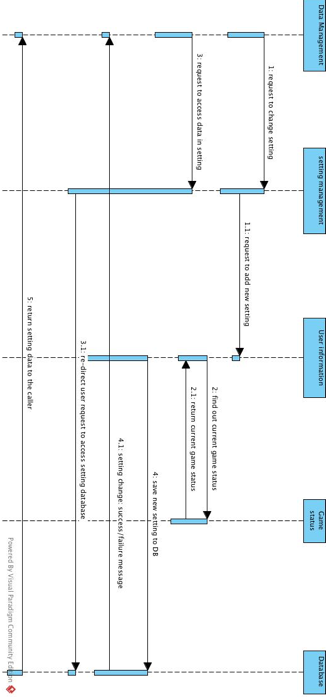 Data Management
setting management
User information
Game
status
Database
1: request to change setting
1.1: request to add new setting
2: find out current game status
2.1: return current game status
3: request to access data in setting
4: save new setting to DB
4.1: setting change: success/failure message
3.1: re-direct user request to access setting database
5: return setting data to the caller
Powered By Visual Paradigm Community Edition